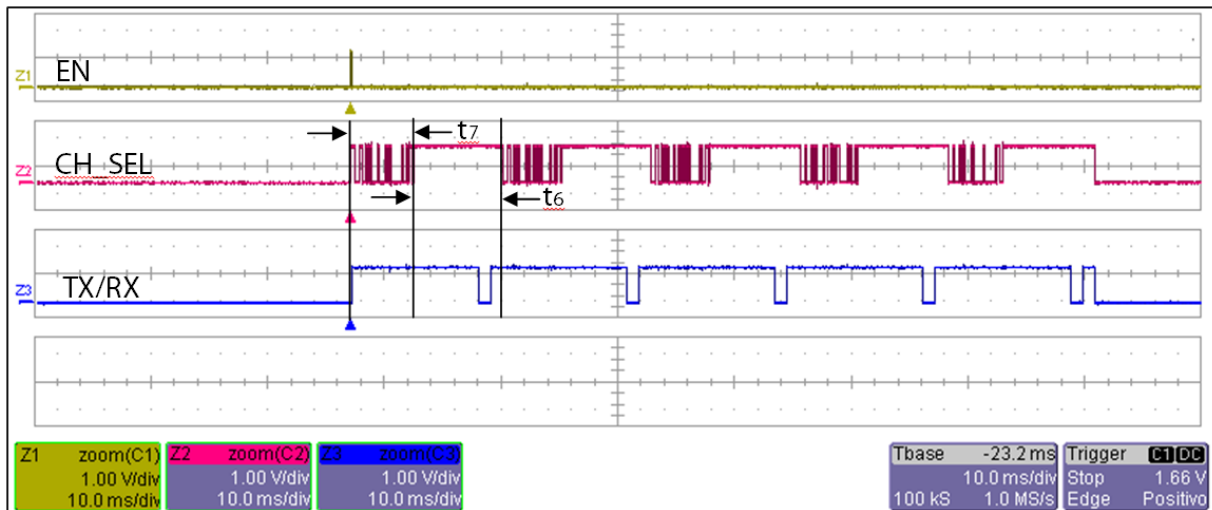 Z1
EN
t7
Z2
CH_SEL
t6
Z3
TX/RX
Z1 zoom(C1)
1.00 V/div
10.0 ms/div
Z2 zoom(C2)
1.00 V/div
10.0 ms/div
Z3 zoom(C3)
1.00 V/div
10.0 ms/div
Tbase -23.2 ms
10.0 ms/div
100 kS 1.0 MS/s
Trigger C1 DC
Stop 1.66 V
Edge Positivo